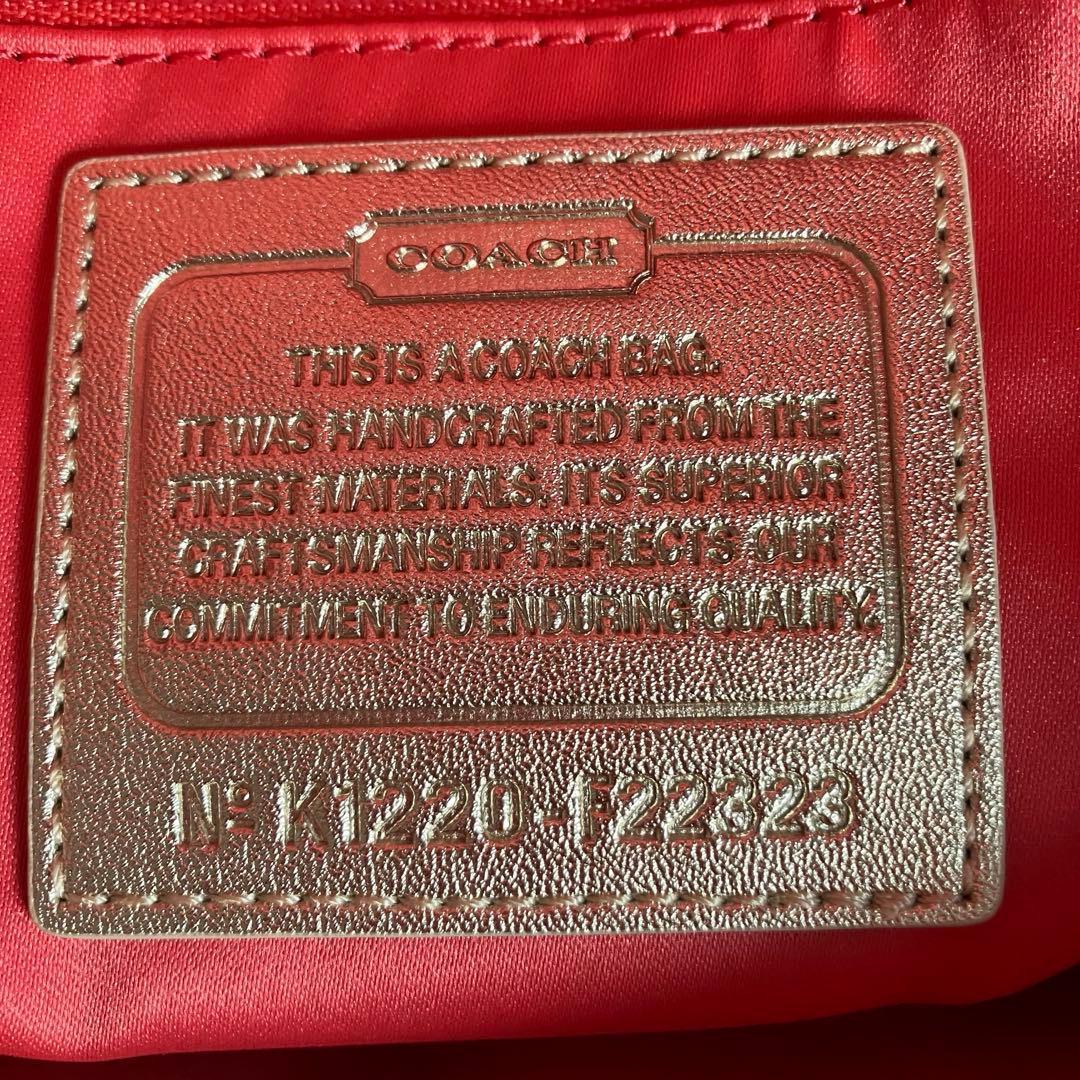 COACH
THIS IS A COACH BAG.
IT WAS HANDCRAFTED FROM THE
FINEST MATERIALS. ITS SUPERIOR
CRAFTSMANSHIP REFLECTS OUR
COMMITMENT TO ENDURING QUALITY.
Nº K1220-F22323